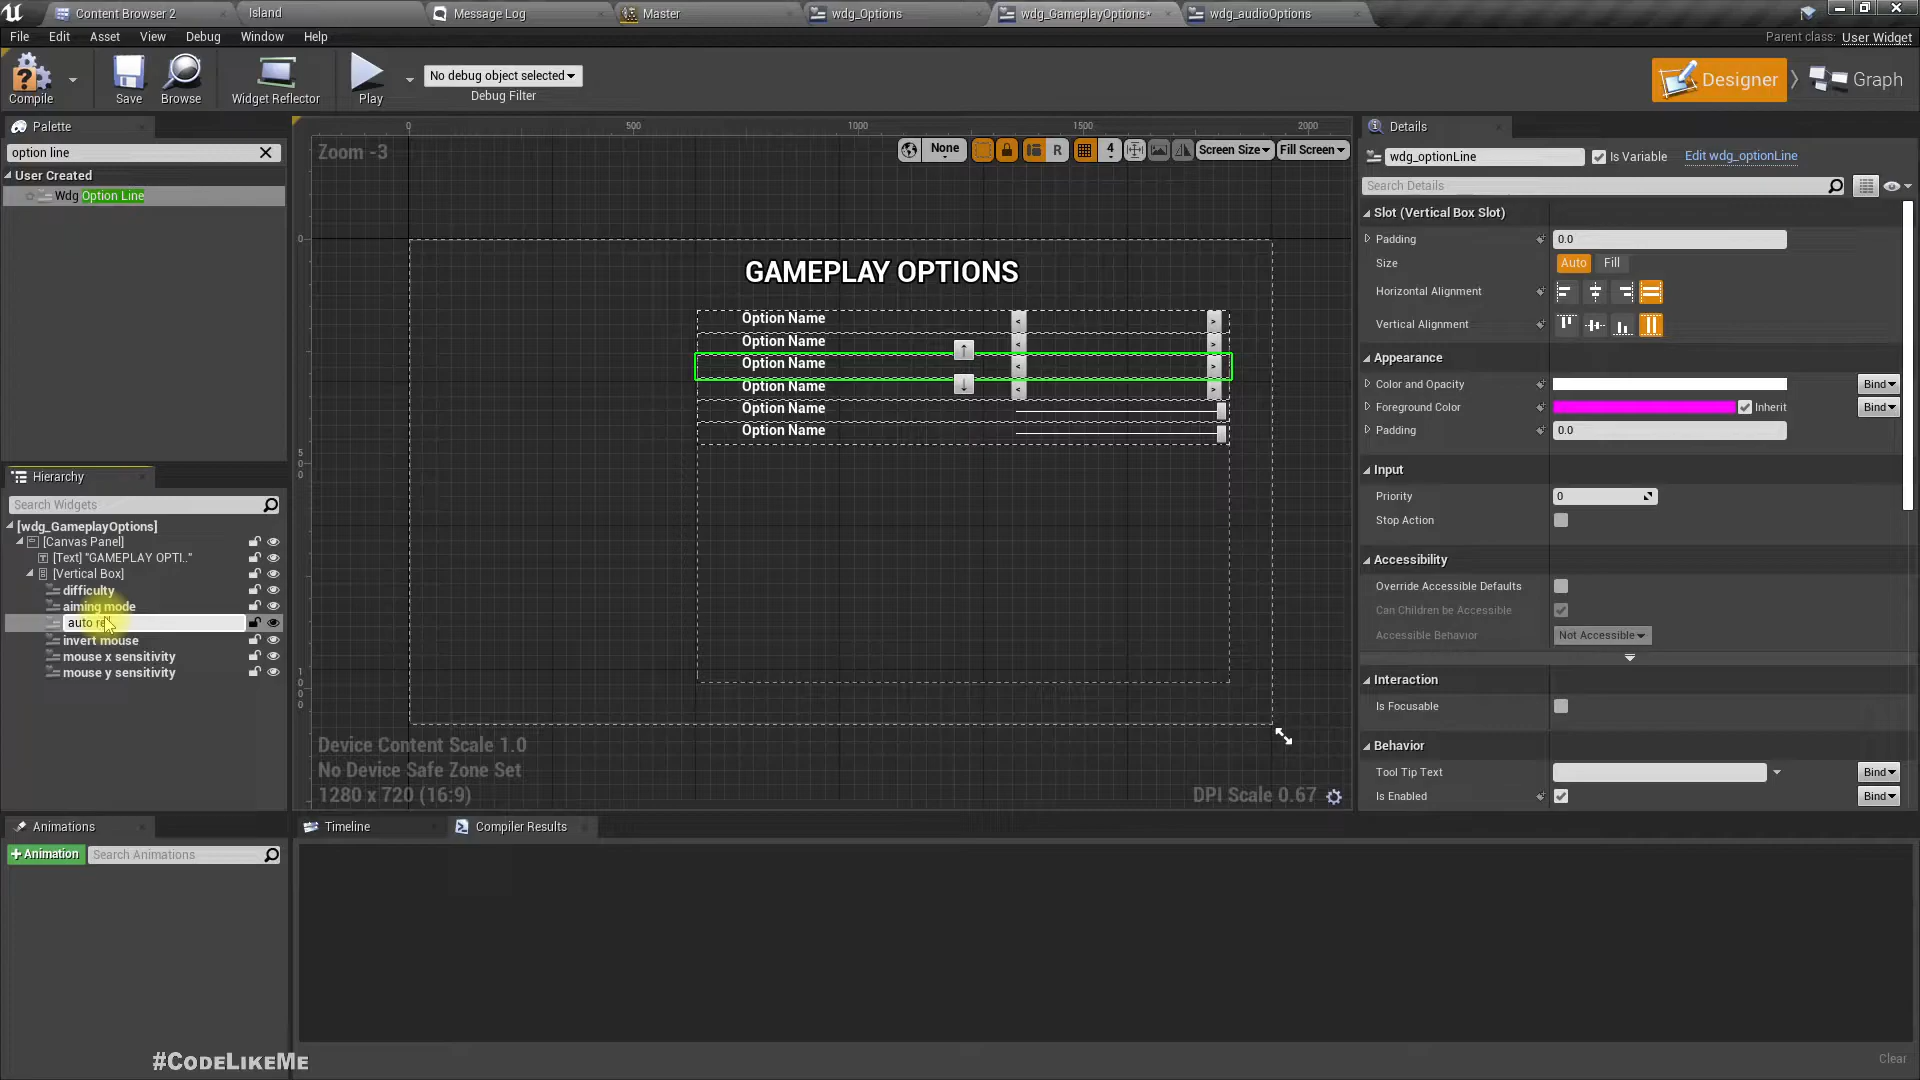 Content Browser 2
Island
Message Log
Master
wdg_Options
wdg_GameplayOptions*
wdg_audioOptions
File Edit Asset View Debug Window Help
Parent class: User Widget
Compile
Save
Browse
Widget Reflector
Play
No debug object selected
Debug Filter
Designer
Graph
Palette
option line
User Created
Wdg Option Line
Zoom -3
0 500 1000 1500 2000
None
R
4
Screen Size
Fill Screen
GAMEPLAY OPTIONS
Option Name < >
Option Name < >
Option Name < >
Option Name < >
Option Name
Option Name
Device Content Scale 1.0
No Device Safe Zone Set
1280 x 720 (16:9)
DPI Scale 0.67
Hierarchy
Search Widgets
[wdg_GameplayOptions]
[Canvas Panel]
[Text] "GAMEPLAY OPTI.."
[Vertical Box]
difficulty
aiming mode
auto re
invert mouse
mouse x sensitivity
mouse y sensitivity
Details
wdg_optionLine
Is Variable
Edit wdg_optionLine
Search Details
Slot (Vertical Box Slot)
Padding 0.0
Size Auto Fill
Horizontal Alignment
Vertical Alignment
Appearance
Color and Opacity Bind
Foreground Color Inherit Bind
Padding 0.0
Input
Priority 0
Stop Action
Accessibility
Override Accessible Defaults
Can Children be Accessible
Accessible Behavior Not Accessible
Interaction
Is Focusable
Behavior
Tool Tip Text Bind
Is Enabled Bind
Animations
+Animation
Search Animations
Timeline
Compiler Results
Clear
#CodeLikeMe